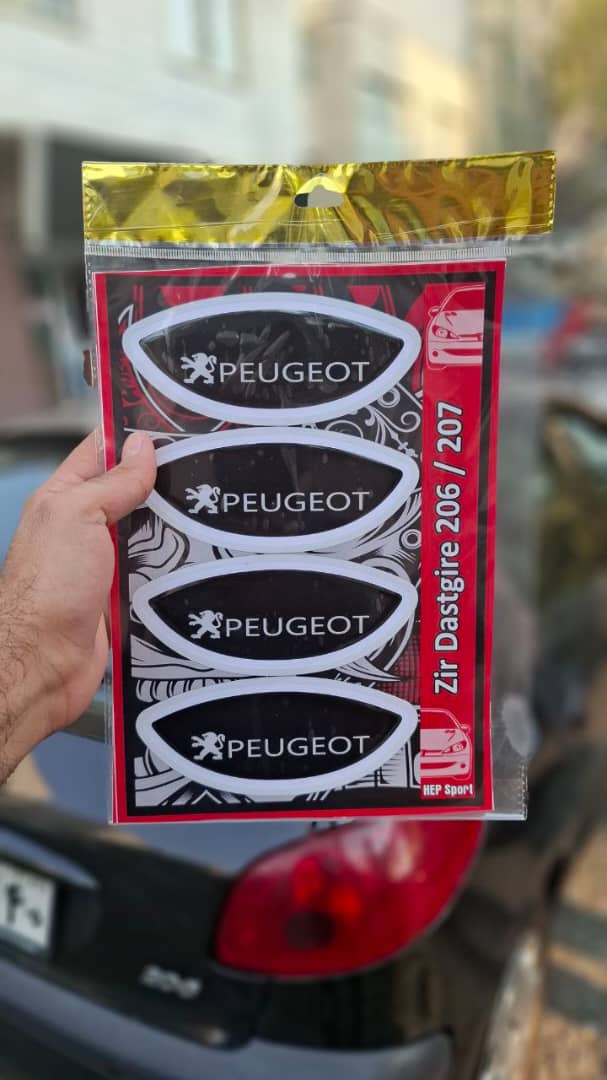 PEUGEOT
PEUGEOT
PEUGEOT
PEUGEOT
Zir Dastgire 206 / 207
HEP Sport
206